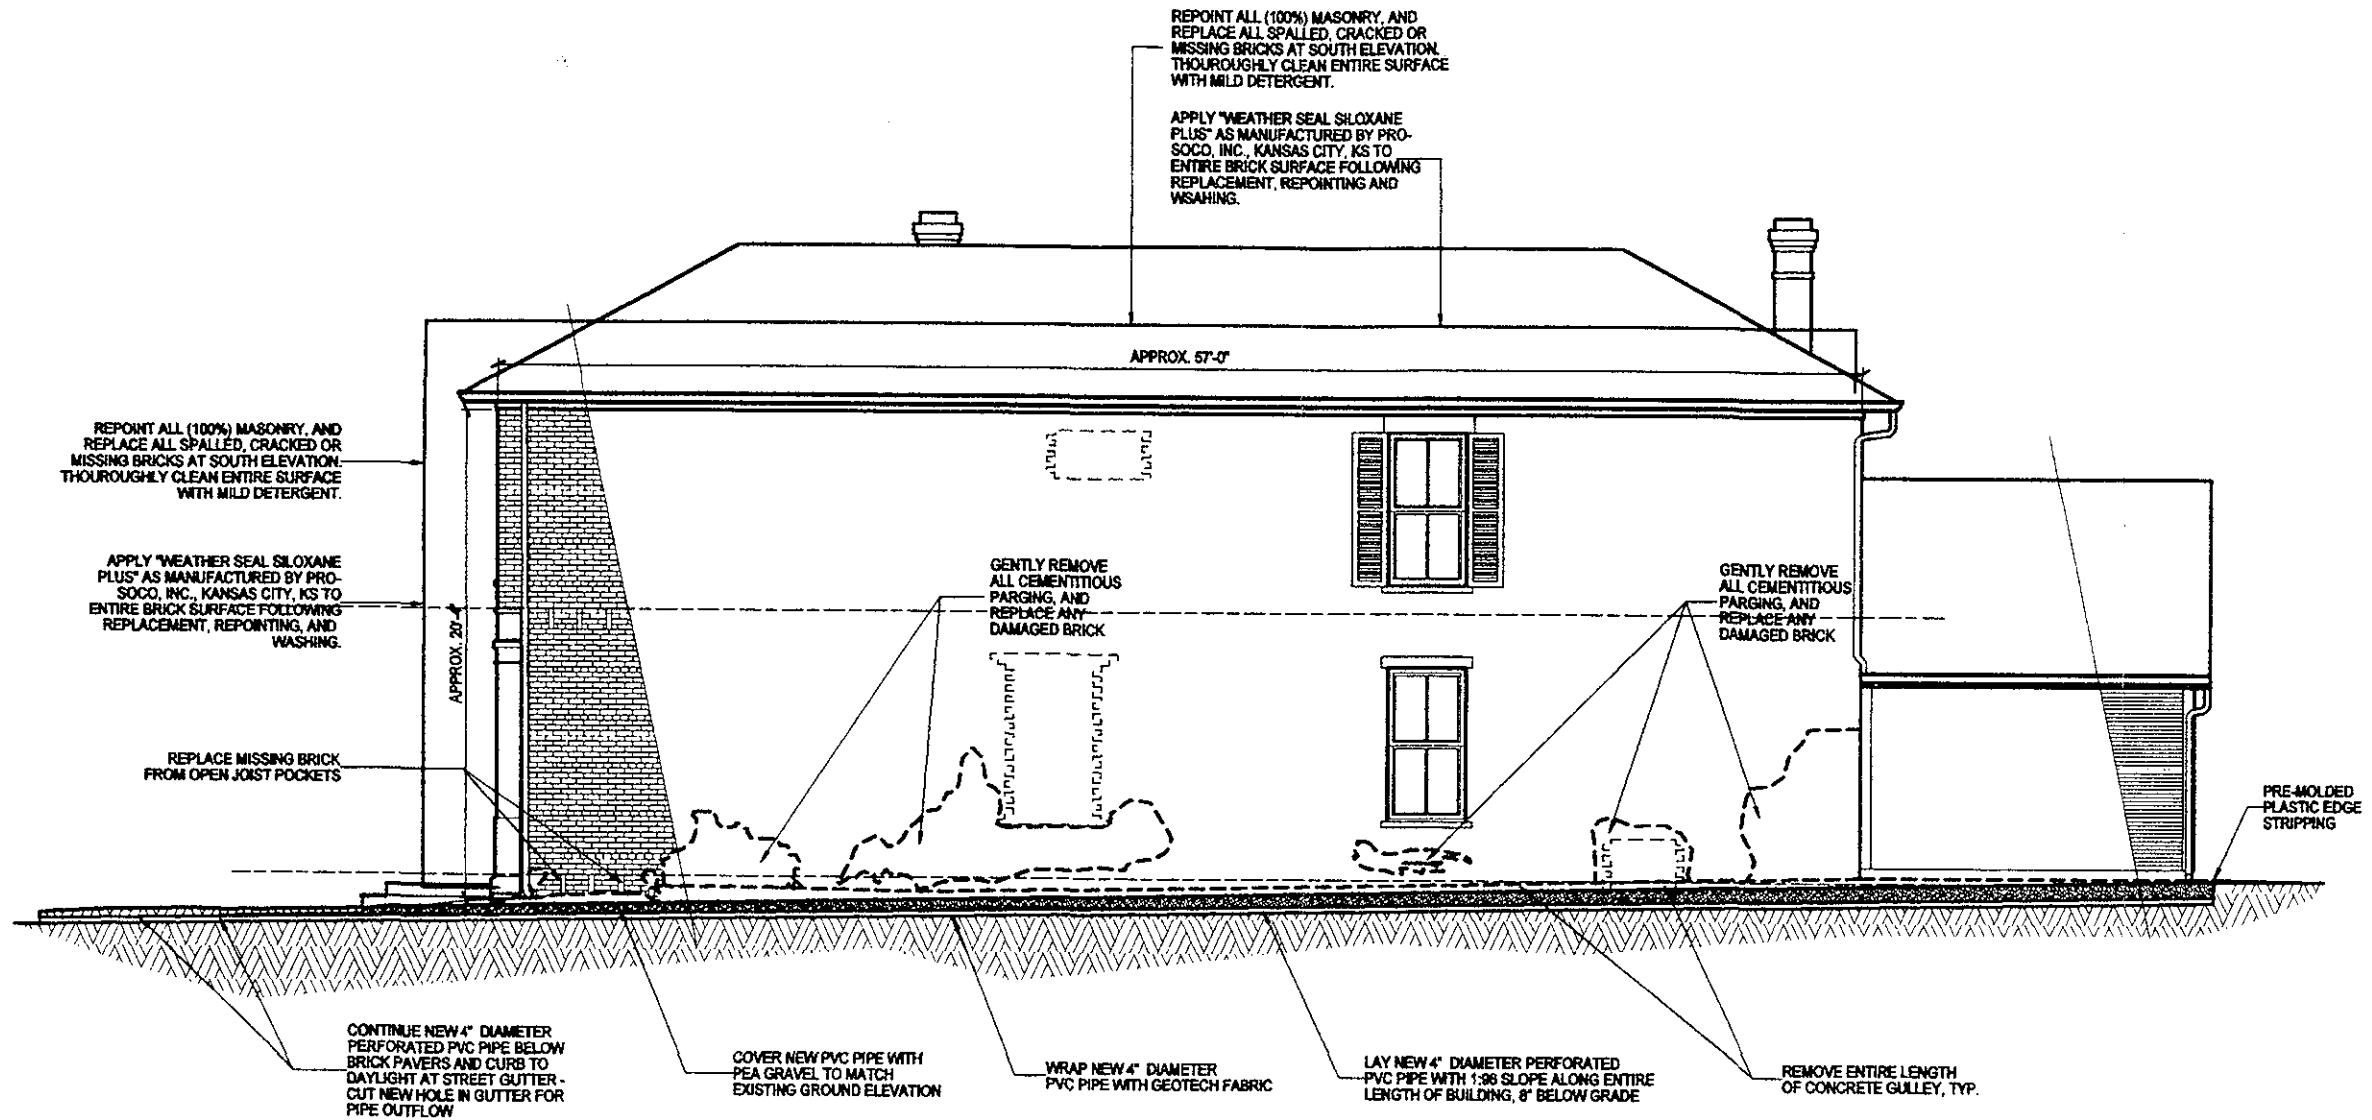 REPOINT ALL (100%) MASONRY, AND
REPLACE ALL SPALLED, CRACKED OR
MISSING BRICKS AT SOUTH ELEVATION.
THOUROUGHLY CLEAN ENTIRE SURFACE
WITH MILD DETERGENT.
APPLY "WEATHER SEAL SILOXANE
PLUS" AS MANUFACTURED BY PRO-
SOCO, INC., KANSAS CITY, KS TO
ENTIRE BRICK SURFACE FOLLOWING
REPLACEMENT, REPOINTING AND
WSAHING.
APPROX. 57'-0"
REPOINT ALL (100%) MASONRY, AND
REPLACE ALL SPALLED, CRACKED OR
MISSING BRICKS AT SOUTH ELEVATION.
THOUROUGHLY CLEAN ENTIRE SURFACE
WITH MILD DETERGENT.
APPLY "WEATHER SEAL SILOXANE
PLUS" AS MANUFACTURED BY PRO-
SOCO, INC., KANSAS CITY, KS TO
ENTIRE BRICK SURFACE FOLLOWING
REPLACEMENT, REPOINTING, AND
WASHING.
APPROX. 20'-4"
GENTLY REMOVE
ALL CEMENTITIOUS
PARGING, AND
REPLACE ANY
DAMAGED BRICK
GENTLY REMOVE
ALL CEMENTITIOUS
PARGING, AND
REPLACE ANY
DAMAGED BRICK
REPLACE MISSING BRICK
FROM OPEN JOIST POCKETS
PRE-MOLDED
PLASTIC EDGE
STRIPPING
CONTINUE NEW 4" DIAMETER
PERFORATED PVC PIPE BELOW
BRICK PAVERS AND CURB TO
DAYLIGHT AT STREET GUTTER -
CUT NEW HOLE IN GUTTER FOR
PIPE OUTFLOW
COVER NEW PVC PIPE WITH
PEA GRAVEL TO MATCH
EXISTING GROUND ELEVATION
WRAP NEW 4" DIAMETER
PVC PIPE WITH GEOTECH FABRIC
LAY NEW 4" DIAMETER PERFORATED
PVC PIPE WITH 1:96 SLOPE ALONG ENTIRE
LENGTH OF BUILDING, 8" BELOW GRADE
REMOVE ENTIRE LENGTH
OF CONCRETE GULLEY, TYP.